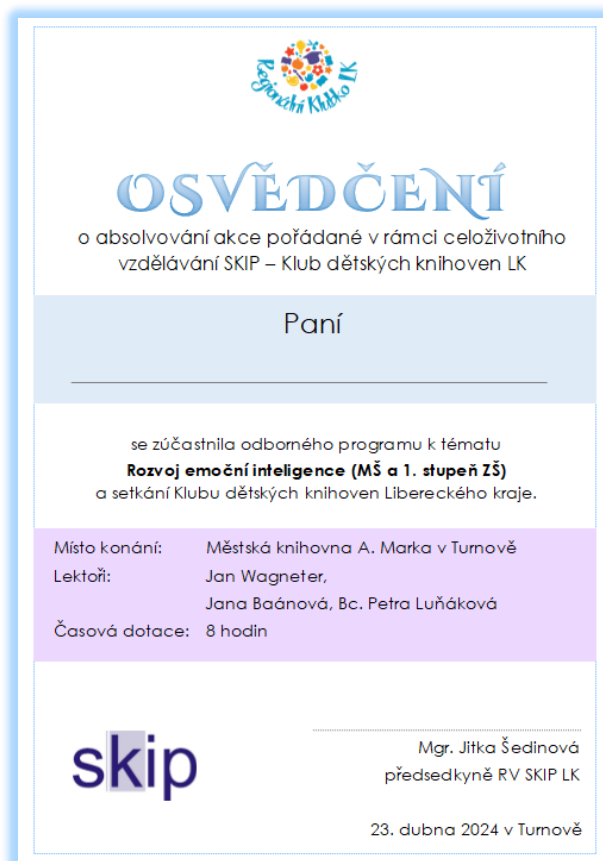 Regionální Klubko LK
OSVĚDČENÍ
o absolvování akce pořádané v rámci celoživotního
vzdělávání SKIP – Klub dětských knihoven LK
Paní
se zúčastnila odborného programu k tématu
Rozvoj emoční inteligence (MŠ a 1. stupeň ZŠ)
a setkání Klubu dětských knihoven Libereckého kraje.
Místo konání: Městská knihovna A. Marka v Turnově
Lektoři: Jan Wagneter,
Jana Baánová, Bc. Petra Luňáková
Časová dotace: 8 hodin
skip
Mgr. Jitka Šedinová
předsedkyně RV SKIP LK
23. dubna 2024 v Turnově